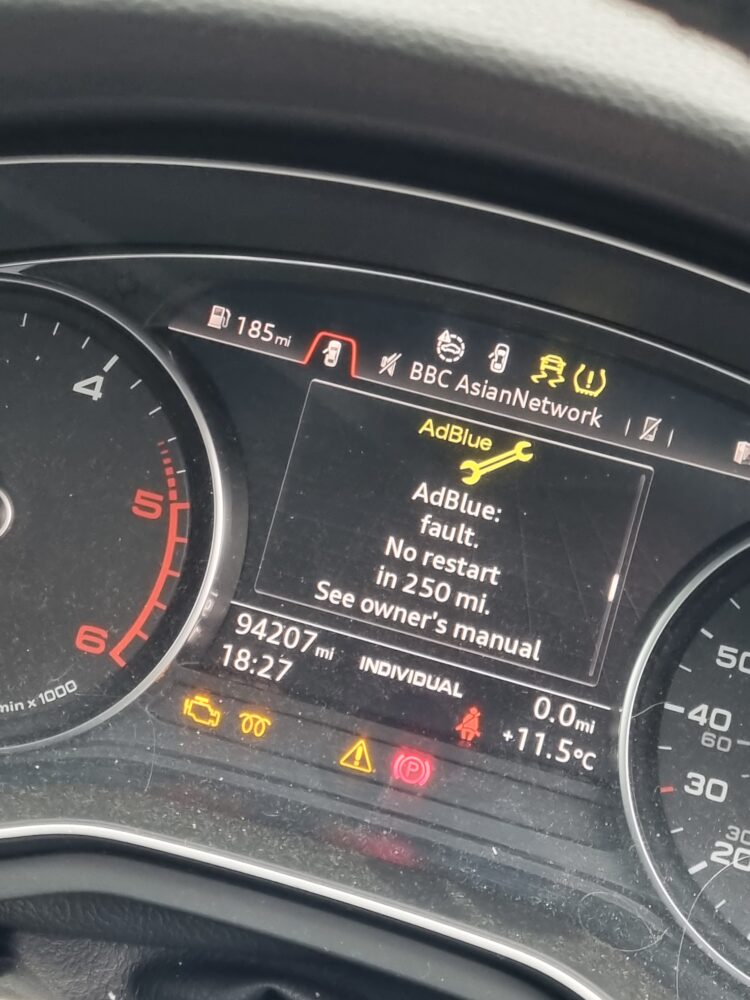 185mi
BBC AsianNetwork
AdBlue
AdBlue:
fault.
No restart
in 250 mi.
See owner's manual
94207mi
INDIVIDUAL
0.0mi
18:27
+11.5°C
P
4
5
6
min x 1000
50
40
60
30
30
20